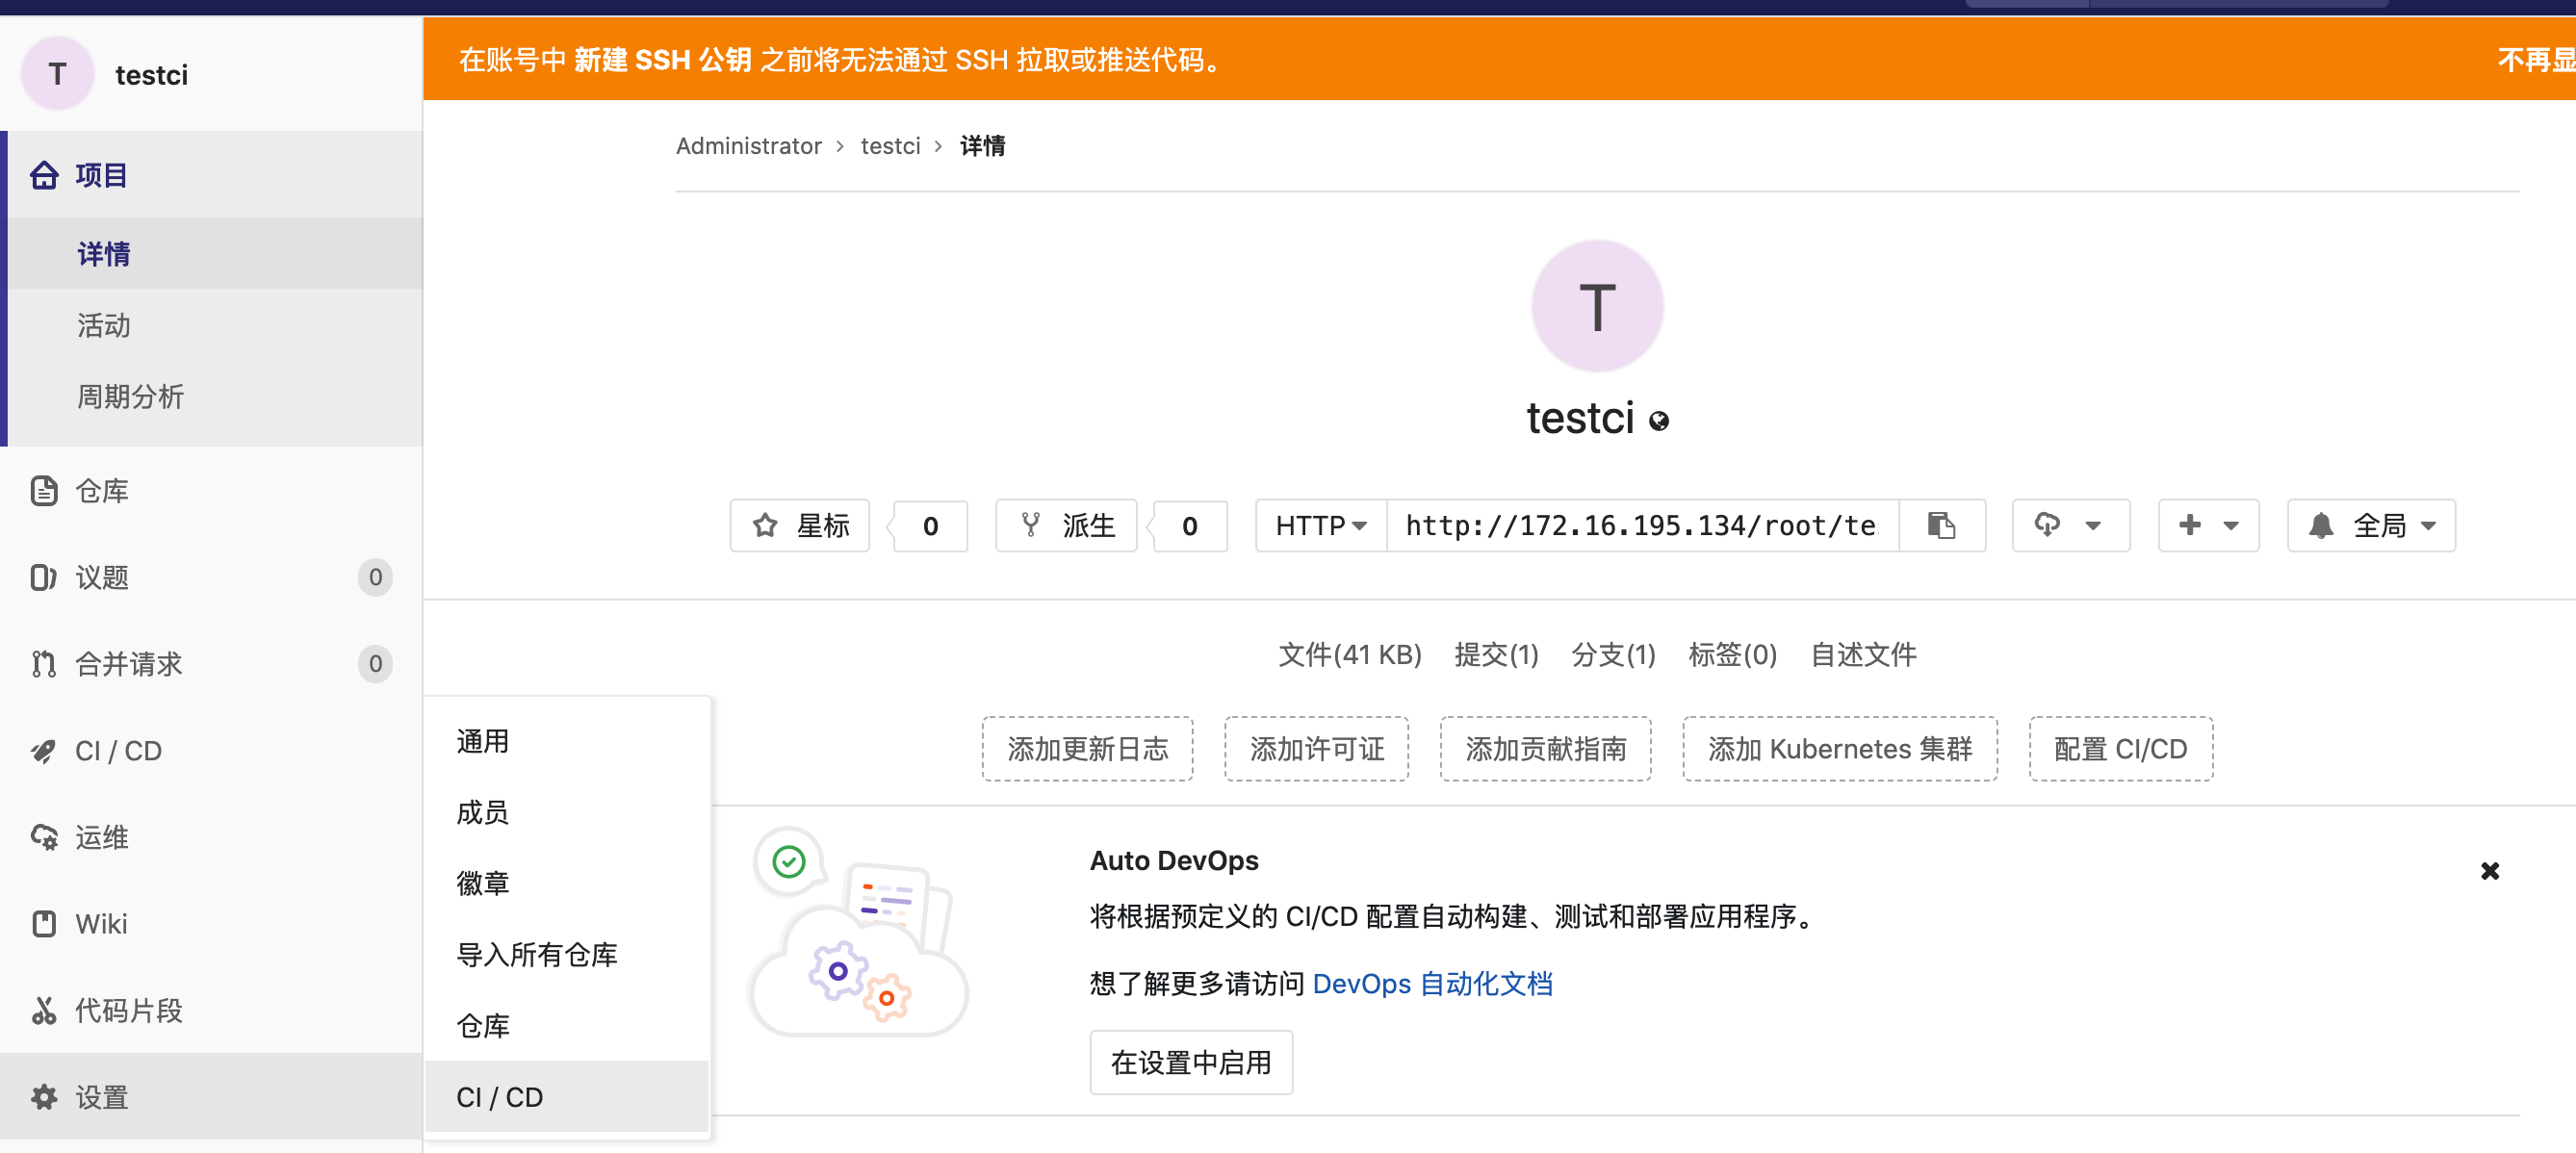 T
testci
项目
详情
活动
周期分析
仓库
议题 0
合并请求 0
CI / CD
运维
Wiki
代码片段
设置
通用
成员
徽章
导入所有仓库
仓库
CI / CD
在账号中 新建 SSH 公钥 之前将无法通过 SSH 拉取或推送代码。
不再显
Administrator > testci > 详情
T
testci
星标 0 派生 0 HTTP http://172.16.195.134/root/te 全局
文件(41 KB) 提交(1) 分支(1) 标签(0) 自述文件
添加更新日志 添加许可证 添加贡献指南 添加 Kubernetes 集群 配置 CI/CD
Auto DevOps
将根据预定义的 CI/CD 配置自动构建、测试和部署应用程序。
想了解更多请访问 DevOps 自动化文档
在设置中启用